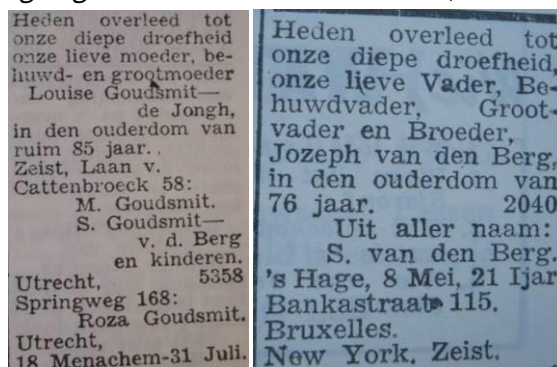 Heden overleed tot
onze diepe droefheid
onze lieve moeder, be-
huwd- en grootmoeder
Louise Goudsmit—
de Jongh,
in den ouderdom van
ruim 85 jaar.
Zeist, Laan v.
Cattenbroeck 58:
M. Goudsmit.
S. Goudsmit—
v. d. Berg
en kinderen.
Utrecht, 5358
Springweg 168:
Roza Goudsmit.
Utrecht,
18 Menachem-31 Juli.
Heden overleed tot
onze diepe droefheid,
onze lieve Vader, Be-
huwdvader, Groot-
vader en Broeder,
Jozeph van den Berg,
in den ouderdom van
76 jaar. 2040
Uit aller naam:
S. van den Berg.
's Hage, 8 Mei, 21 Ijar
Bankastraat 115.
Bruxelles.
New York. Zeist.